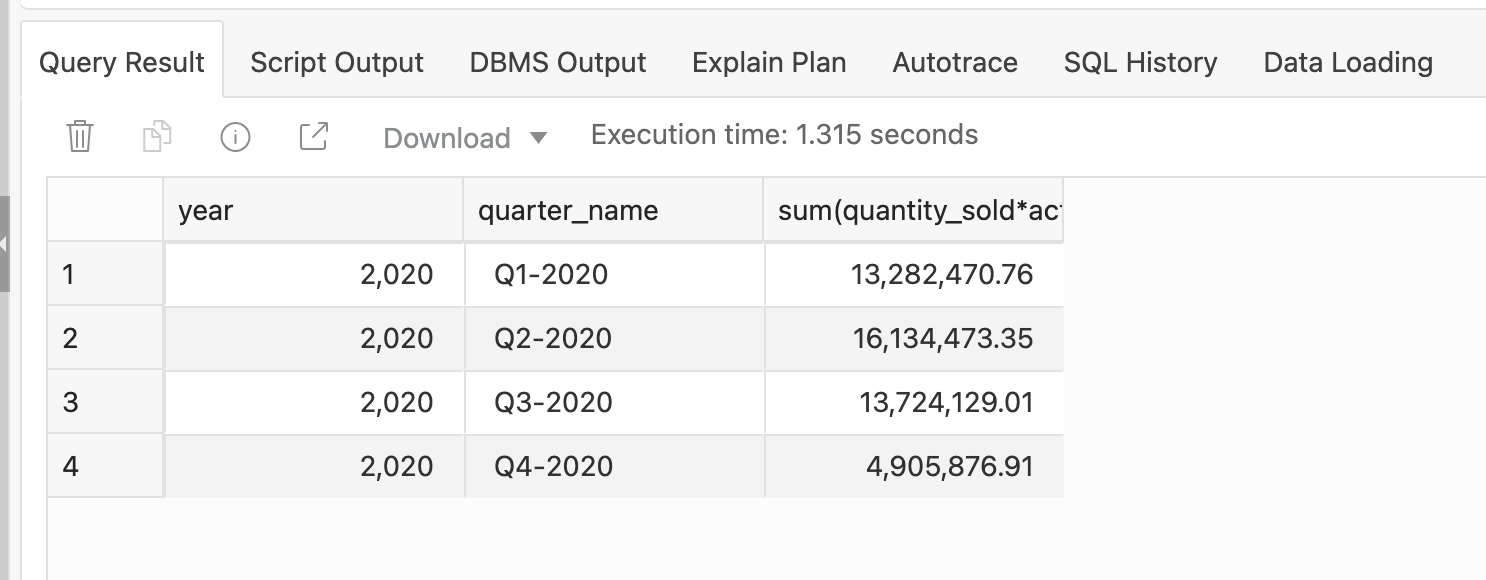 Query Result Script Output DBMS Output Explain Plan Autotrace SQL History Data Loading
Download Execution time: 1.315 seconds
year quarter_name sum(quantity_sold*act
1 2,020 Q1-2020 13,282,470.76
2 2,020 Q2-2020 16,134,473.35
3 2,020 Q3-2020 13,724,129.01
4 2,020 Q4-2020 4,905,876.91